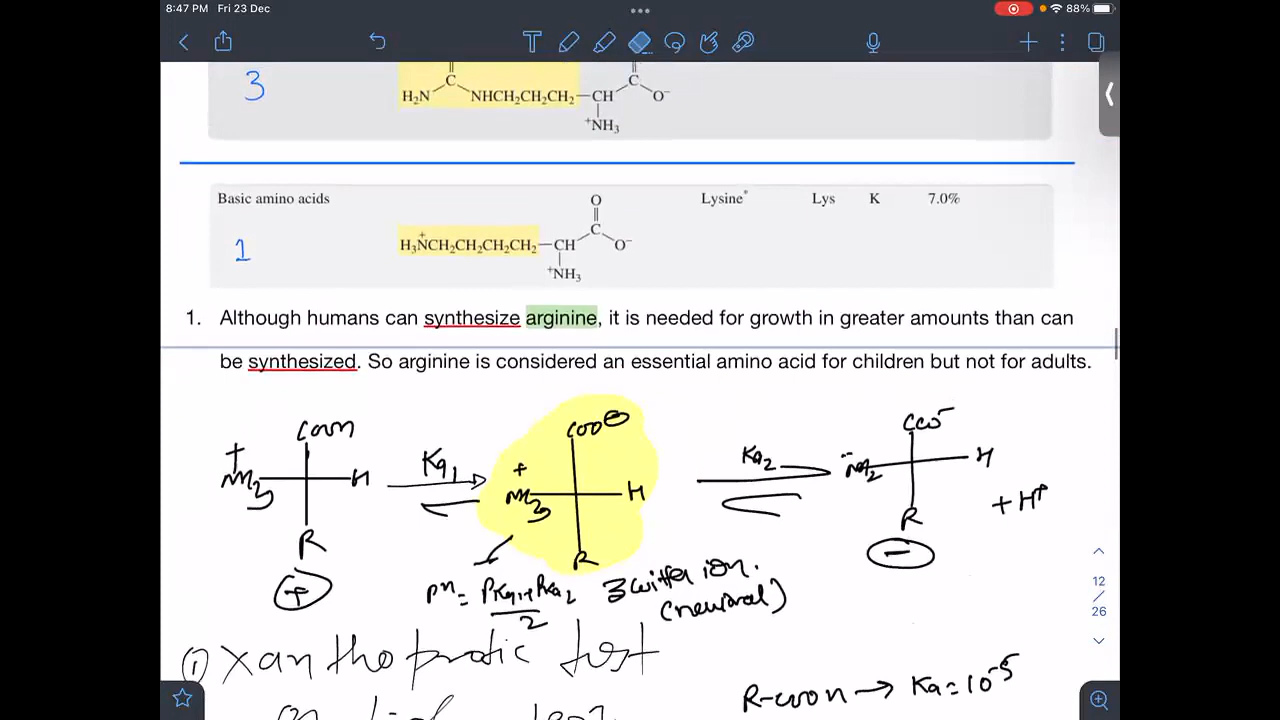 8:47 PM Fri 23 Dec 88%
3
C C
H₂N NHCH₂CH₂CH₂—CH O⁻
⁺NH₃
Basic amino acids Lysine* Lys K 7.0%
O
C
1 H₃N⁺CH₂CH₂CH₂CH₂—CH O⁻
⁺NH₃
1. Although humans can synthesize arginine, it is needed for growth in greater amounts than can
be synthesized. So arginine is considered an essential amino acid for children but not for adults.
COOH COO⊖ COO⁻
+ Ka₁ + Ka₂
NH₃ H NH₃ H NH₂ H
R R R + H⁺
+ −
pH = PKa₁+PKa₂ Zwitter ion.
2 (neutral)
12
/
26
① Xantho protic test
R-COOH → Ka = 10⁻⁵